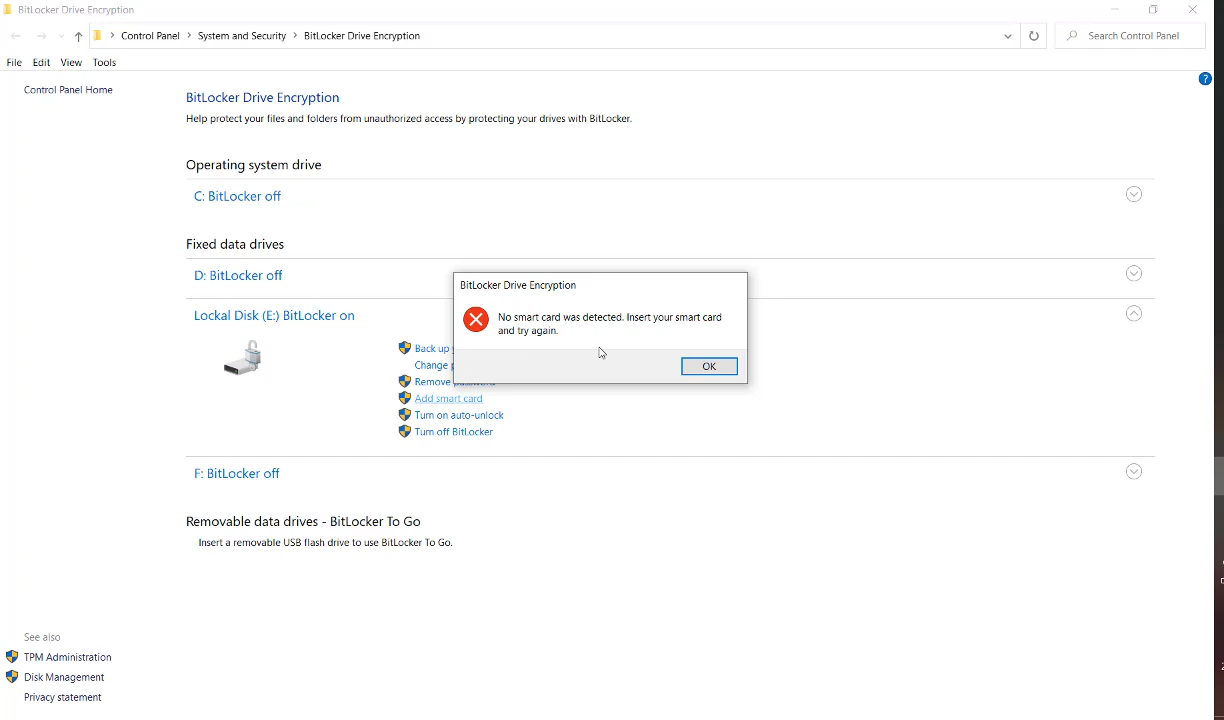 BitLocker Drive Encryption
Control Panel > System and Security > BitLocker Drive Encryption
Search Control Panel
File Edit View Tools
Control Panel Home
BitLocker Drive Encryption
Help protect your files and folders from unauthorized access by protecting your drives with BitLocker.
Operating system drive
C: BitLocker off
Fixed data drives
D: BitLocker off
Lockal Disk (E:) BitLocker on
BitLocker Drive Encryption
No smart card was detected. Insert your smart card
and try again.
OK
Back up
Change
Remove password
Add smart card
Turn on auto-unlock
Turn off BitLocker
F: BitLocker off
Removable data drives - BitLocker To Go
Insert a removable USB flash drive to use BitLocker To Go.
See also
TPM Administration
Disk Management
Privacy statement